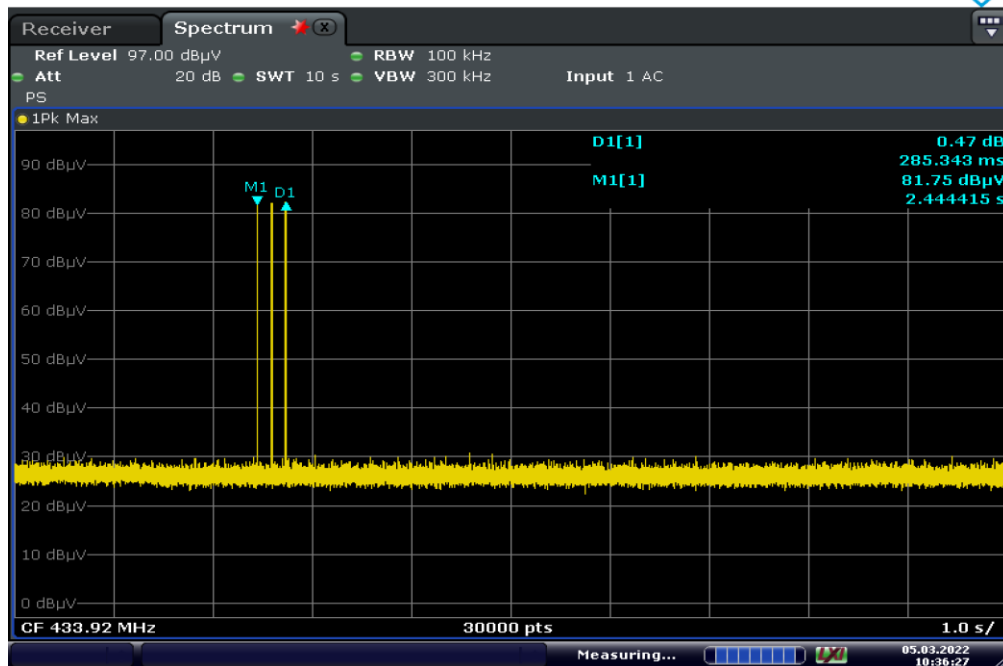 Receiver Spectrum
Ref Level 97.00 dBµV RBW 100 kHz
Att 20 dB SWT 10 s VBW 300 kHz Input 1 AC
PS
1Pk Max
D1[1] 0.47 dB
285.343 ms
M1[1] 81.75 dBµV
2.444415 s
90 dBµV
M1 D1
80 dBµV
70 dBµV
60 dBµV
50 dBµV
40 dBµV
30 dBµV
20 dBµV
10 dBµV
0 dBµV
CF 433.92 MHz 30000 pts 1.0 s/
Measuring... LXI 05.03.2022
10:36:27